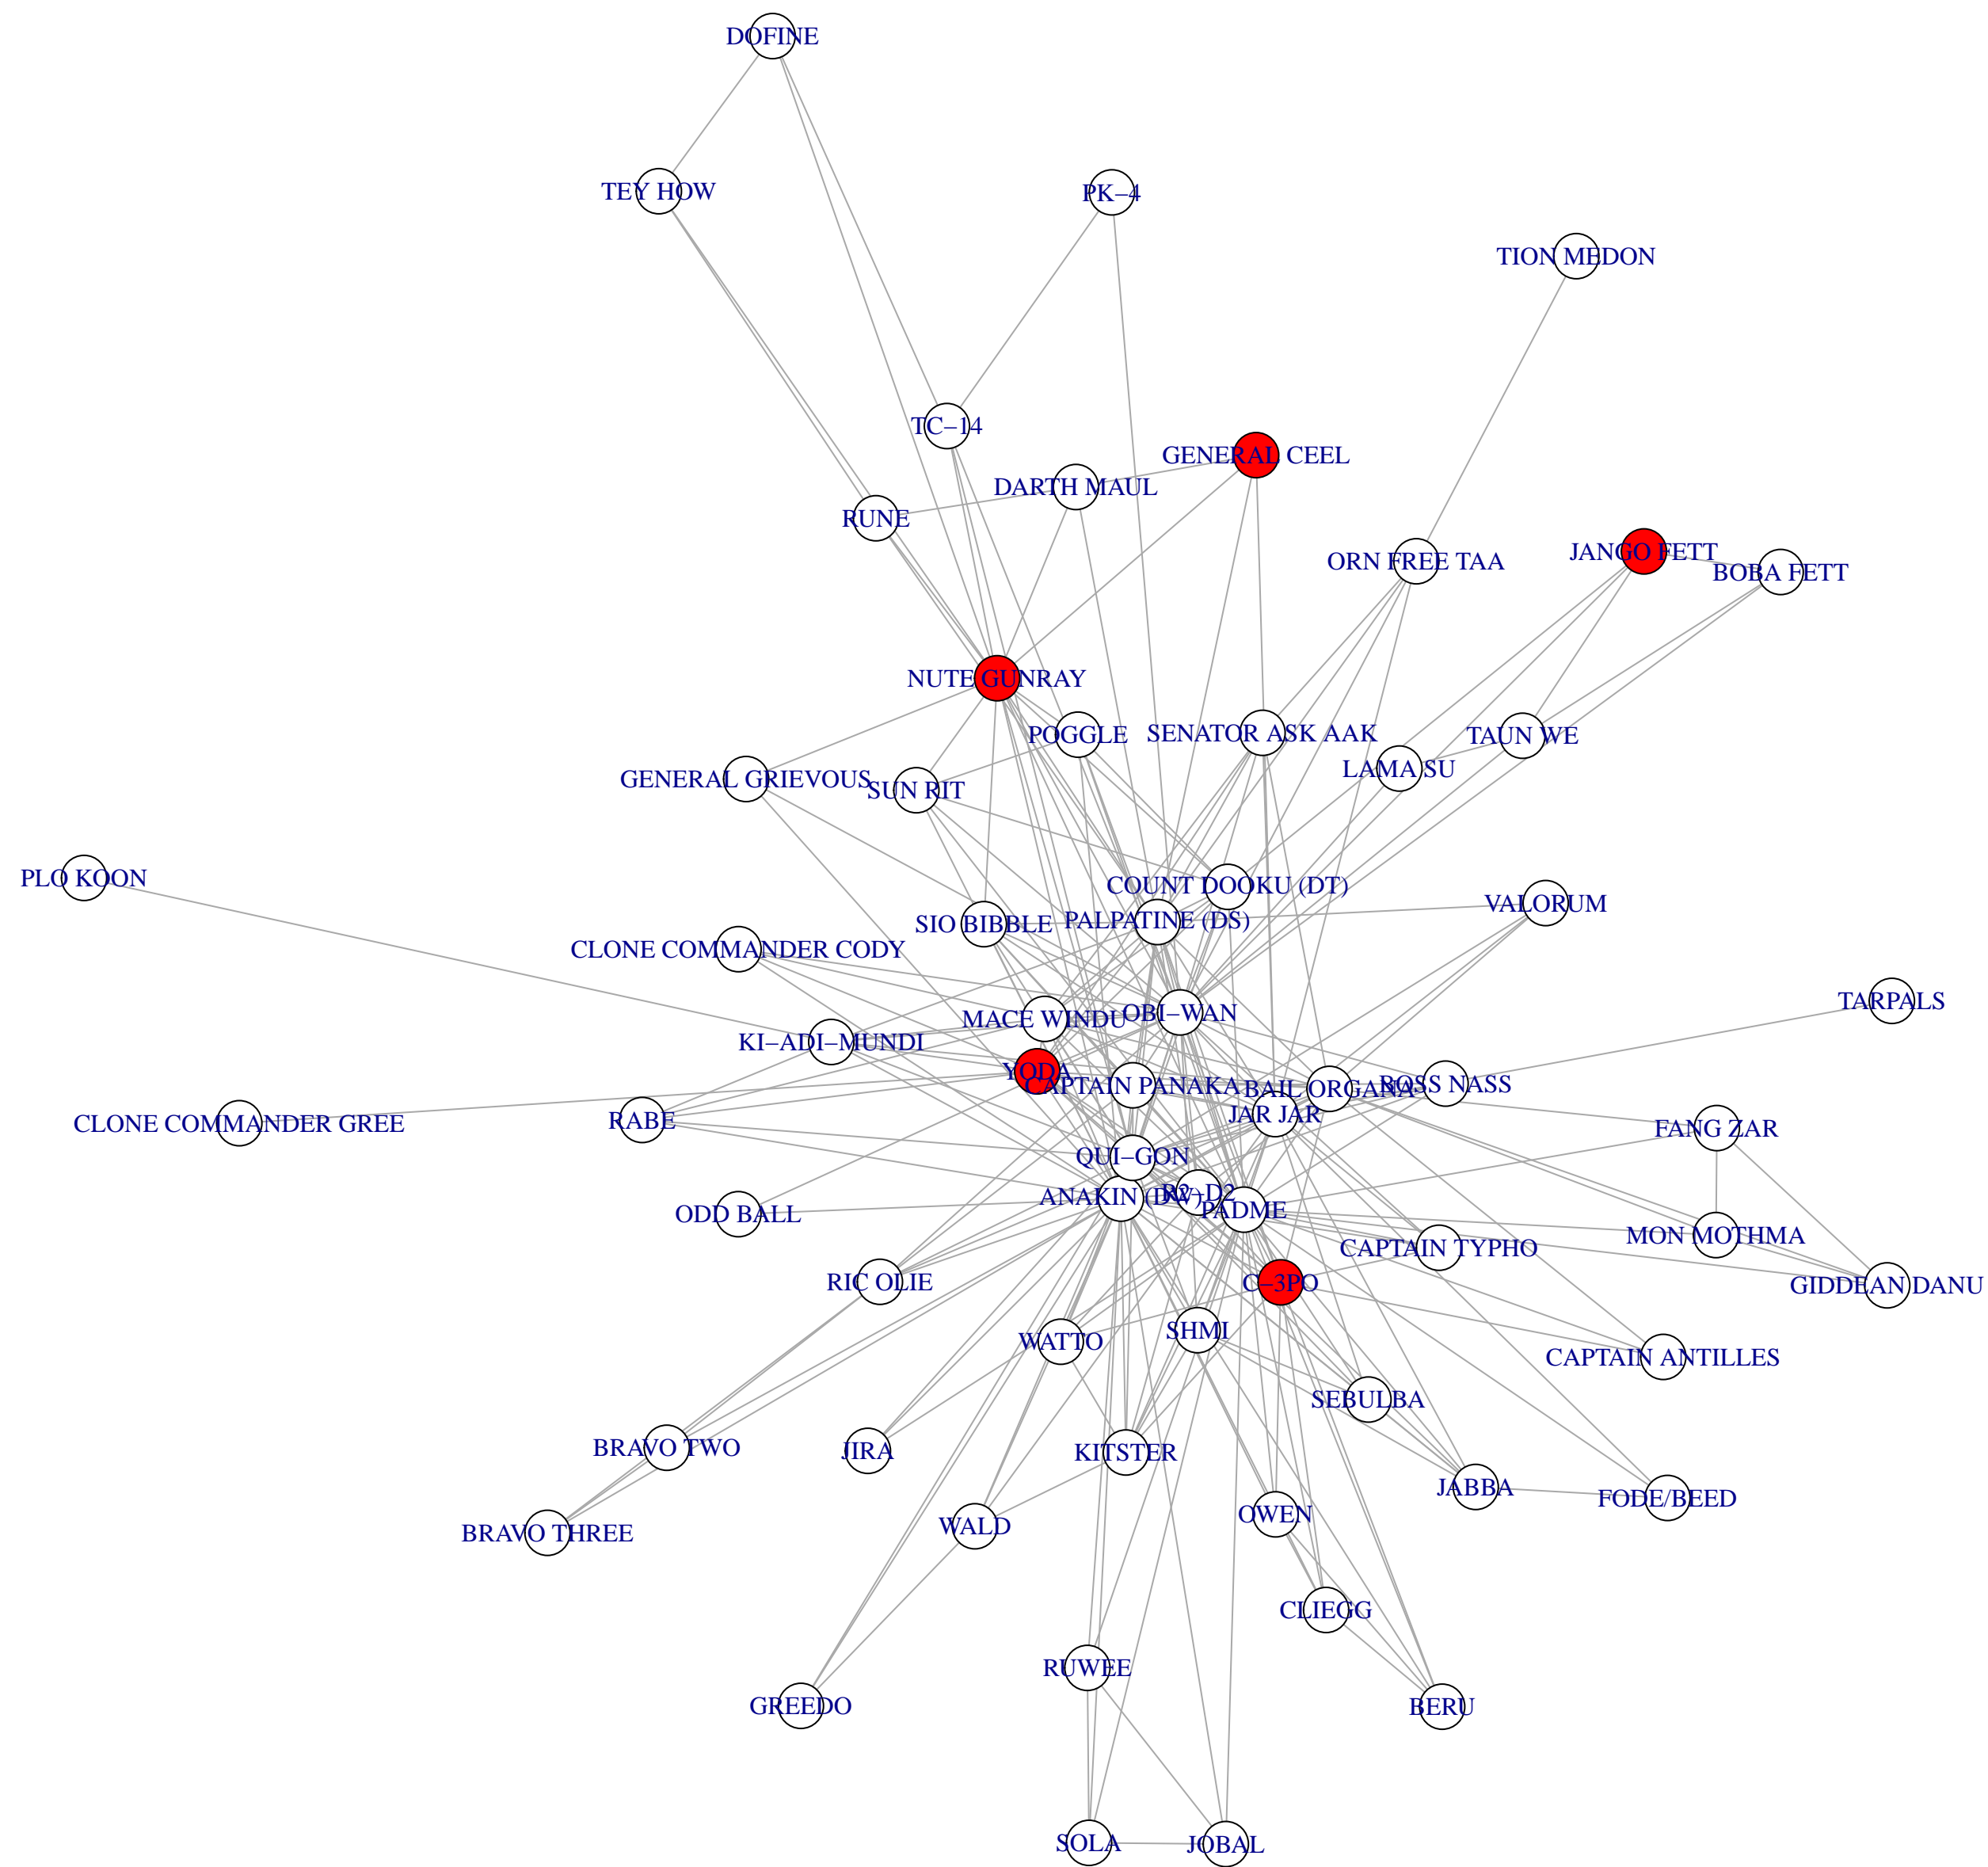 DOFINE
TEY HOW
PK–4
TION MEDON
TC–14
GENERAL CEEL
DARTH MAUL
RUNE
JANGO FETT
ORN FREE TAA
BOBA FETT
NUTE GUNRAY
POGGLE
SENATOR ASK AAK
TAUN WE
LAMA SU
GENERAL GRIEVOUS
SUN RIT
PLO KOON
COUNT DOOKU (DT)
VALORUM
SIO BIBBLE
PALPATINE (DS)
CLONE COMMANDER CODY
TARPALS
MACE WINDU
OBI–WAN
KI–ADI–MUNDI
YODA
CAPTAIN PANAKA
BAIL ORGANA
BOSS NASS
JAR JAR
CLONE COMMANDER GREE
RABE
FANG ZAR
QUI–GON
ANAKIN (DV)
R2–D2
PADME
ODD BALL
MON MOTHMA
CAPTAIN TYPHO
RIC OLIE
C–3PO
GIDDEAN DANU
WATTO
SHMI
CAPTAIN ANTILLES
SEBULBA
BRAVO TWO
JIRA
KITSTER
JABBA
FODE/BEED
OWEN
WALD
BRAVO THREE
CLIEGG
RUWEE
GREEDO
BERU
SOLA
JOBAL